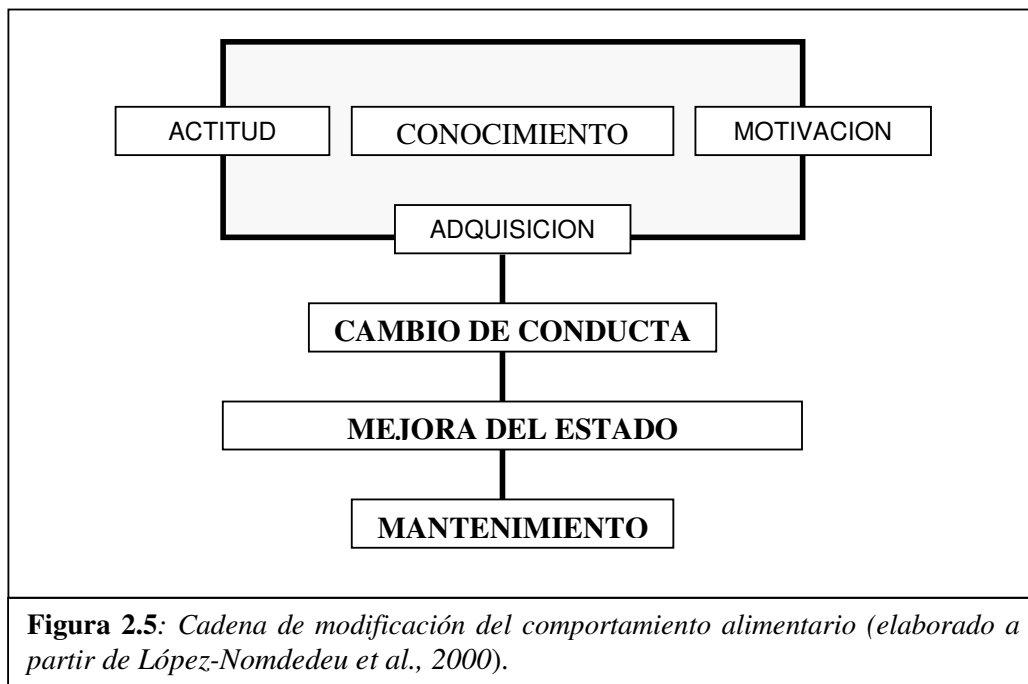 ACTITUD CONOCIMIENTO MOTIVACION
ADQUISICION
CAMBIO DE CONDUCTA
MEJORA DEL ESTADO
MANTENIMIENTO
Figura 2.5: Cadena de modificación del comportamiento alimentario (elaborado a
partir de López-Nomdedeu et al., 2000).